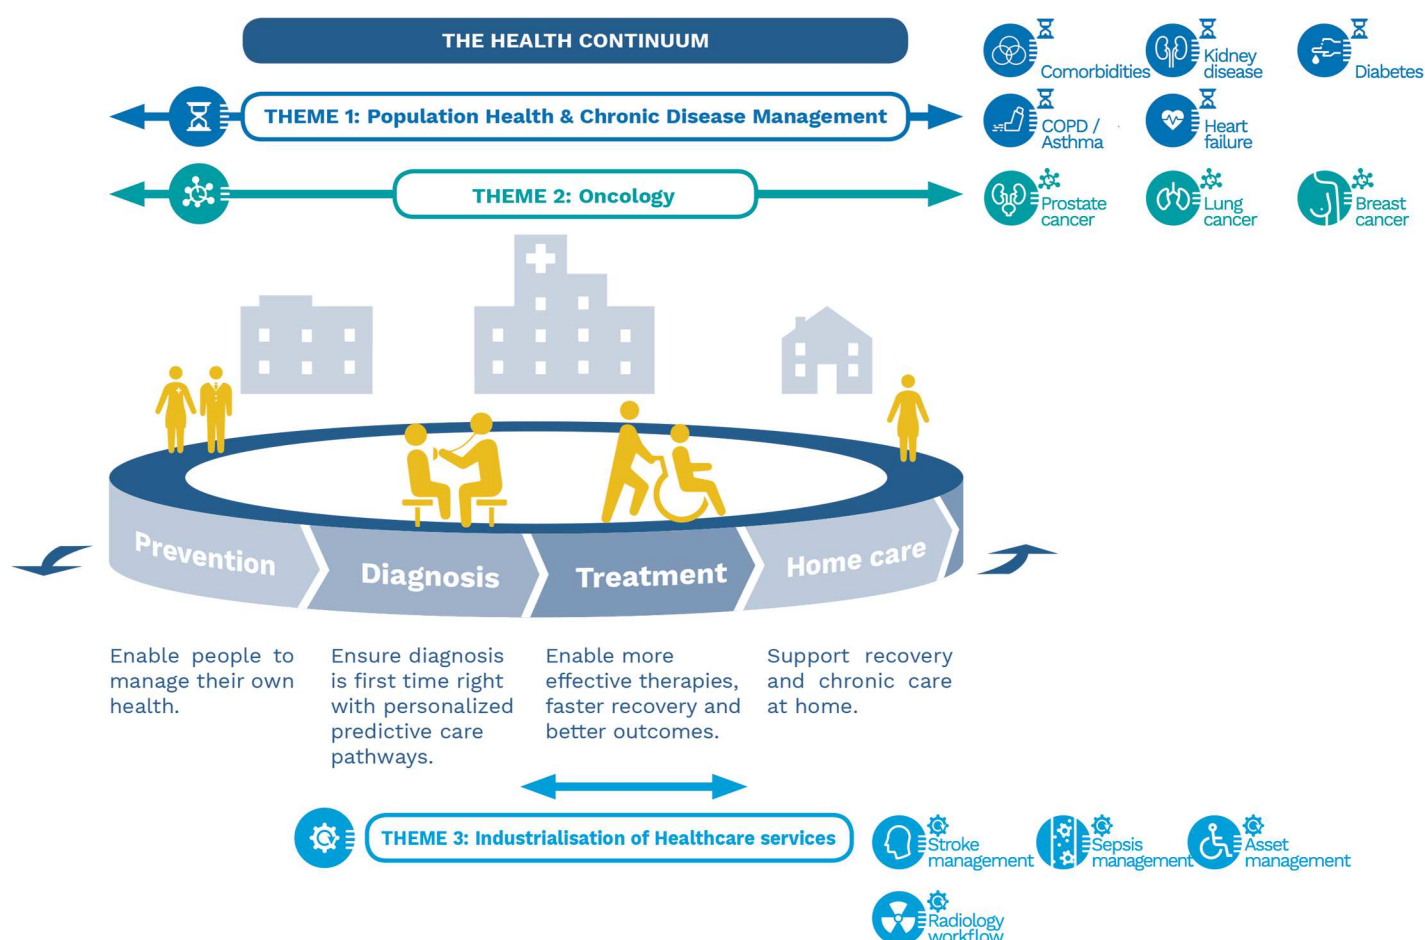 THE HEALTH CONTINUUM
THEME 1: Population Health & Chronic Disease Management
Comorbidities
Kidney
disease
Diabetes
COPD /
Asthma
Heart
failure
THEME 2: Oncology
Prostate
cancer
Lung
cancer
Breast
cancer
Prevention
Diagnosis
Treatment
Home care
Enable people to
manage their own
health.
Ensure diagnosis
is first time right
with personalized
predictive care
pathways.
Enable more
effective therapies,
faster recovery and
better outcomes.
Support recovery
and chronic care
at home.
THEME 3: Industrialisation of Healthcare services
Stroke
management
Sepsis
management
Asset
management
Radiology
workflow